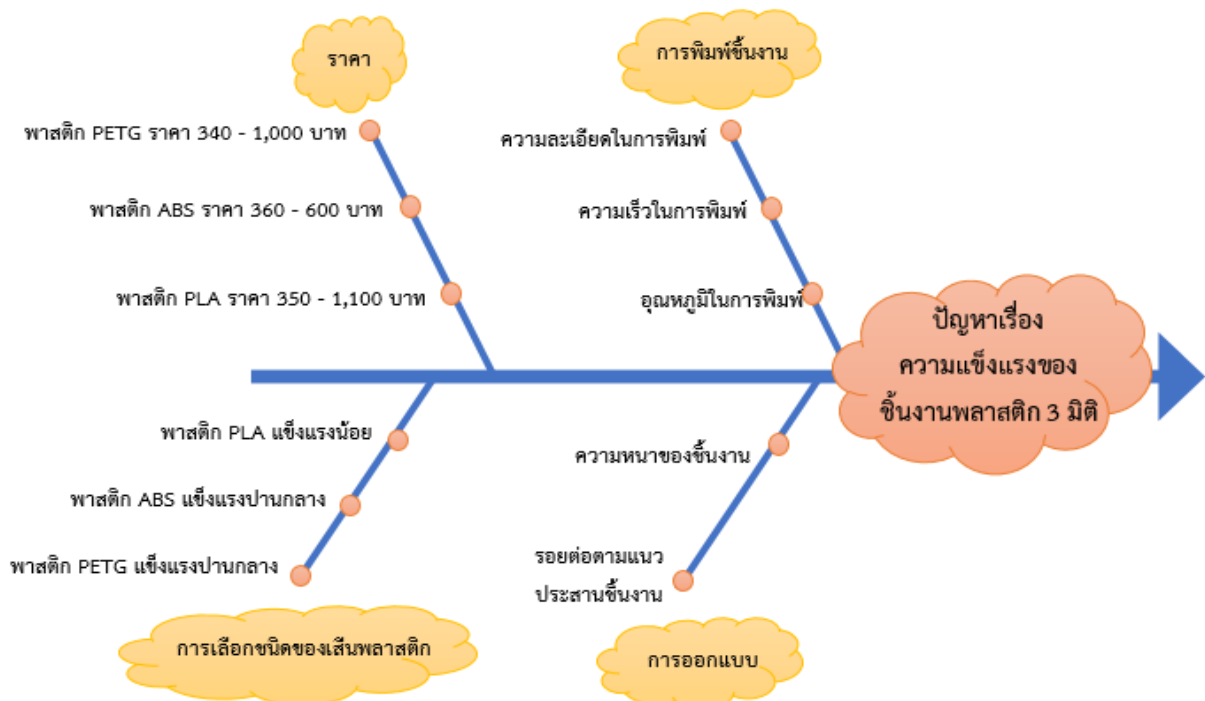 ราคา
การพิมพ์ชิ้นงาน
พาสติก PETG ราคา 340 - 1,000 บาท
ความละเอียดในการพิมพ์
พาสติก ABS ราคา 360 - 600 บาท
ความเร็วในการพิมพ์
พาสติก PLA ราคา 350 - 1,100 บาท
อุณหภูมิในการพิมพ์
ปัญหาเรื่อง
ความแข็งแรงของ
ชิ้นงานพลาสติก 3 มิติ
พาสติก PLA แข็งแรงน้อย
ความหนาของชิ้นงาน
พาสติก ABS แข็งแรงปานกลาง
พาสติก PETG แข็งแรงปานกลาง
รอยต่อตามแนว
ประสานชิ้นงาน
การเลือกชนิดของเส้นพลาสติก
การออกแบบ